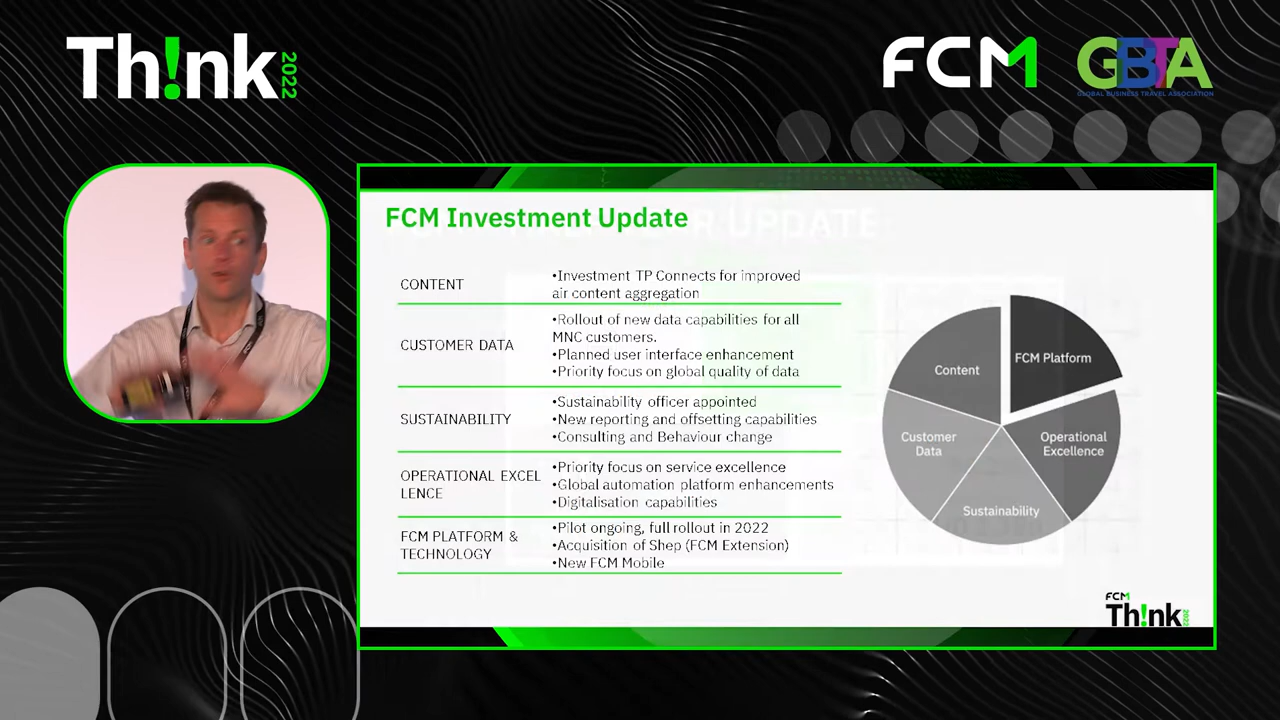 Th!nk 2022
FCM
GBTA
GLOBAL BUSINESS TRAVEL ASSOCIATION
FCM Investment Update
UPDATE
CONTENT
•Investment TP Connects for improved
air content aggregation
CUSTOMER DATA
•Rollout of new data capabilities for all
MNC customers.
•Planned user interface enhancement
•Priority focus on global quality of data
SUSTAINABILITY
•Sustainability officer appointed
•New reporting and offsetting capabilities
•Consulting and Behaviour change
OPERATIONAL EXCEL
LENCE
•Priority focus on service excellence
•Global automation platform enhancements
•Digitalisation capabilities
FCM PLATFORM &
TECHNOLOGY
•Pilot ongoing, full rollout in 2022
•Acquisition of Shep (FCM Extension)
•New FCM Mobile
Content
FCM Platform
Customer
Data
Operational
Excellence
Sustainability
FCM
Th!nk 2022